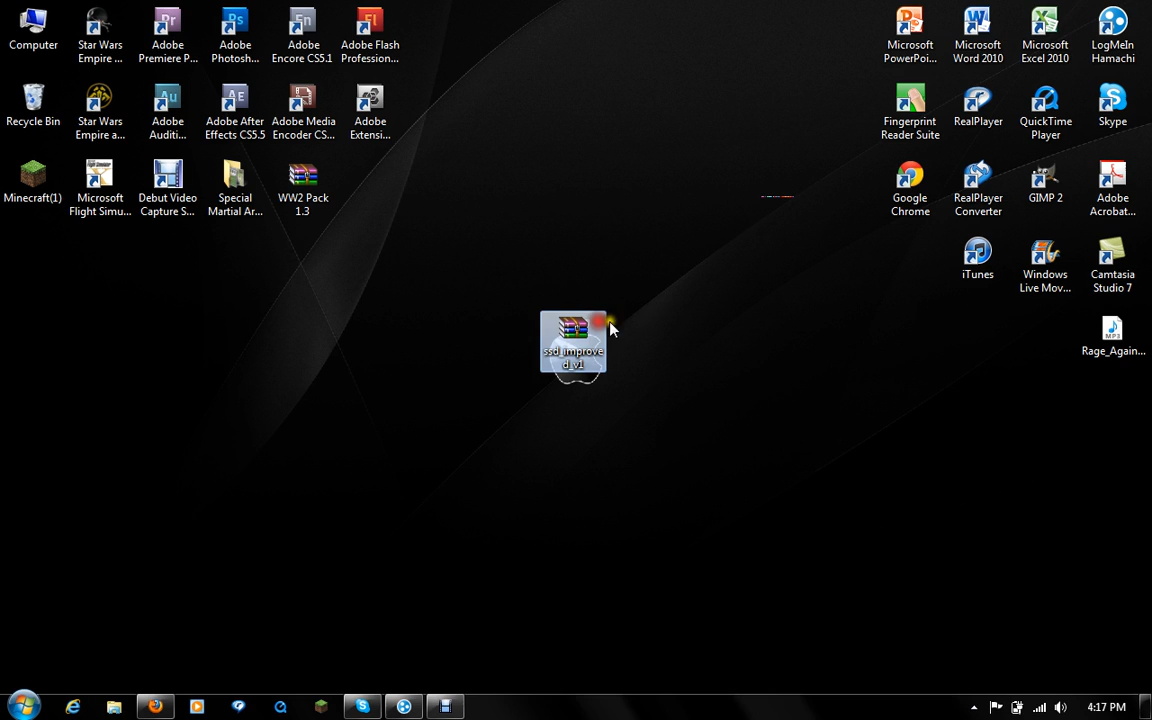 Computer
Star Wars
Empire ...
Adobe
Premiere P...
Adobe
Photosh...
Adobe
Encore CS5.1
Adobe Flash
Profession...
Microsoft
PowerPoi...
Microsoft
Word 2010
Microsoft
Excel 2010
LogMeIn
Hamachi
Recycle Bin
Star Wars
Empire a...
Adobe
Auditi...
Adobe After
Effects CS5.5
Adobe Media
Encoder CS...
Adobe
Extensi...
Fingerprint
Reader Suite
RealPlayer
QuickTime
Player
Skype
Minecraft(1)
Microsoft
Flight Simu...
Debut Video
Capture S...
Special
Martial Ar...
WW2 Pack
1.3
Google
Chrome
RealPlayer
Converter
GIMP 2
Adobe
Acrobat...
iTunes
Windows
Live Mov...
Camtasia
Studio 7
ssd_improve
d_v1
MP3
Rage_Again...
4:17 PM